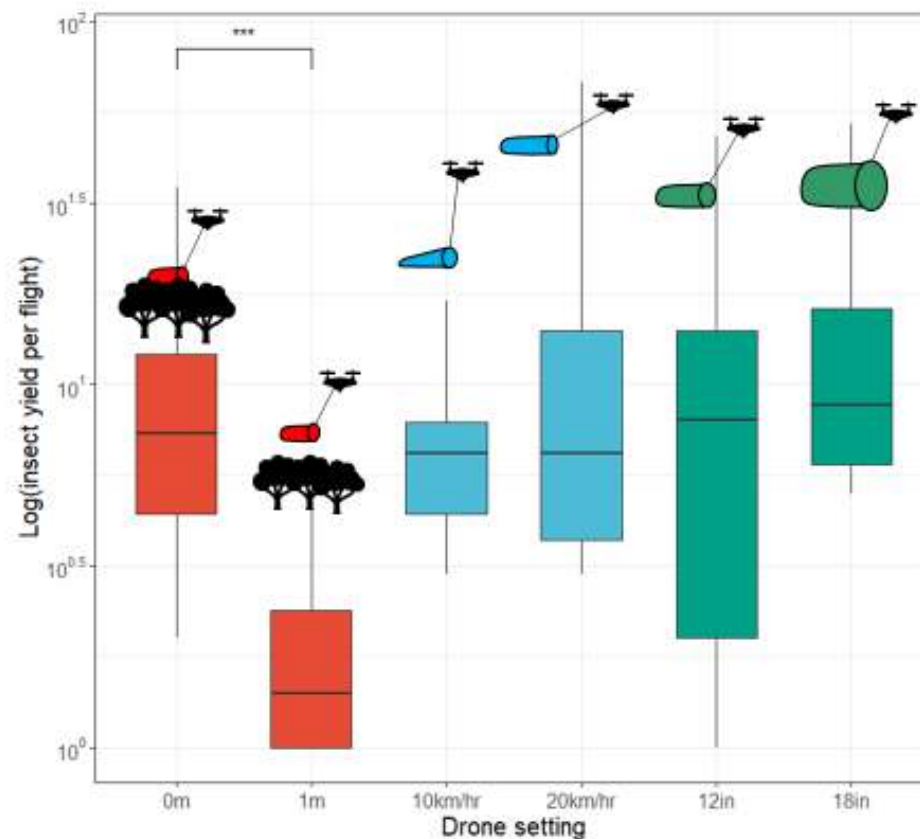 10^2
***
10^1.5
10^1
10^0.5
10^0
Log(insect yield per flight)
0m 1m 10km/hr 20km/hr 12in 18in
Drone setting